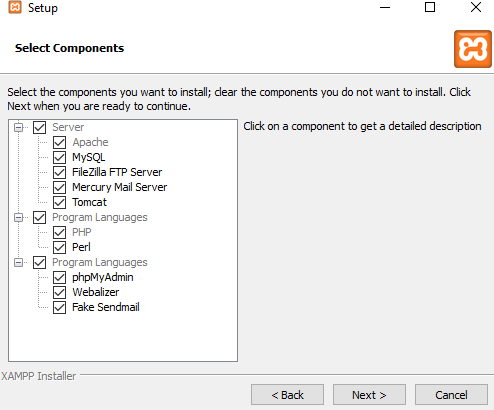 Setup
Select Components
Select the components you want to install; clear the components you do not want to install. Click
Next when you are ready to continue.
Server
Apache
MySQL
FileZilla FTP Server
Mercury Mail Server
Tomcat
Program Languages
PHP
Perl
Program Languages
phpMyAdmin
Webalizer
Fake Sendmail
Click on a component to get a detailed description
XAMPP Installer
< Back
Next >
Cancel